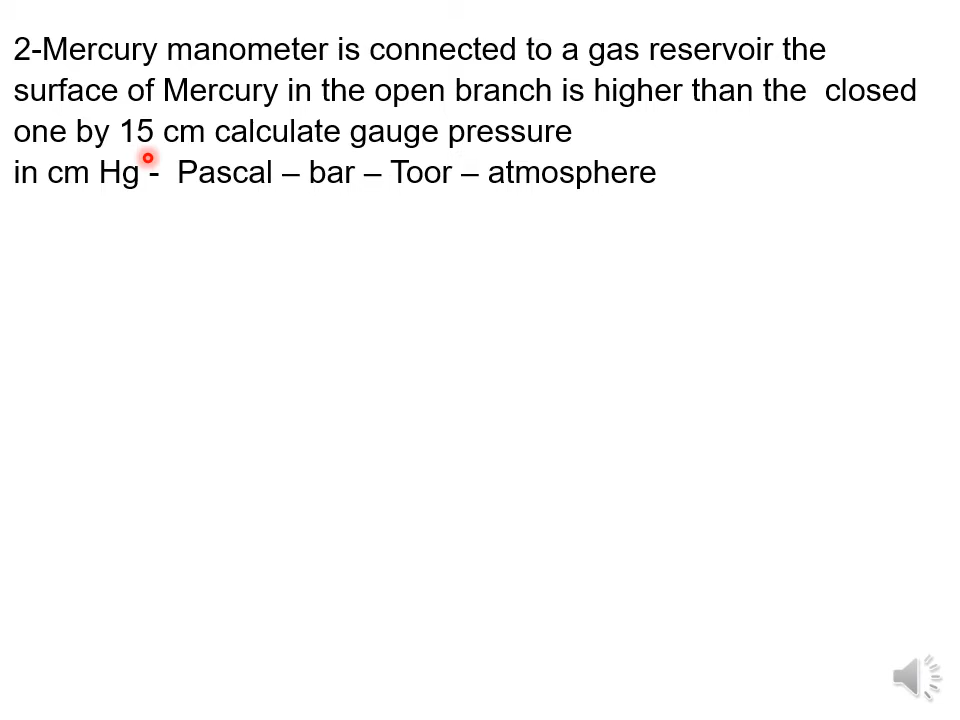 2-Mercury manometer is connected to a gas reservoir the
surface of Mercury in the open branch is higher than the  closed
one by 15 cm calculate gauge pressure
in cm Hg -  Pascal – bar – Toor – atmosphere